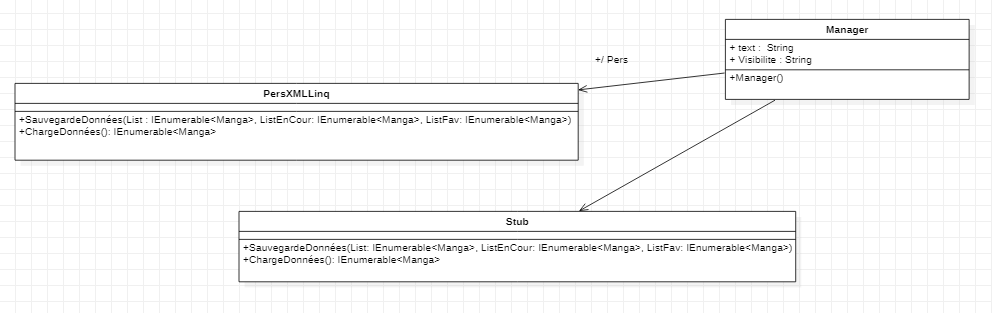 Manager
+ text :  String
+ Visibilite : String
+Manager()
+/ Pers
PersXMLLinq
+SauvegardeDonnées(List : IEnumerable<Manga>, ListEnCour: IEnumerable<Manga>, ListFav: IEnumerable<Manga>)
+ChargeDonnées(): IEnumerable<Manga>
Stub
+SauvegardeDonnées(List: IEnumerable<Manga>, ListEnCour: IEnumerable<Manga>, ListFav: IEnumerable<Manga>)
+ChargeDonnées(): IEnumerable<Manga>